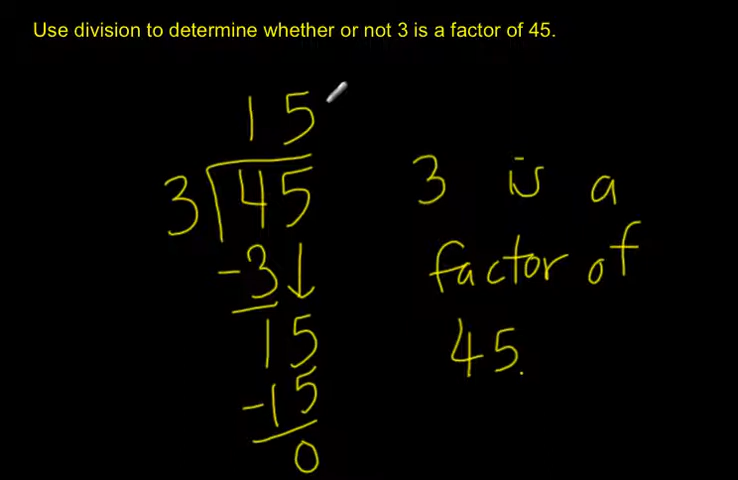 Use division to determine whether or not 3 is a factor of 45.
15
3 45
-3↓
15
-15
0
3 is a
factor of
45.